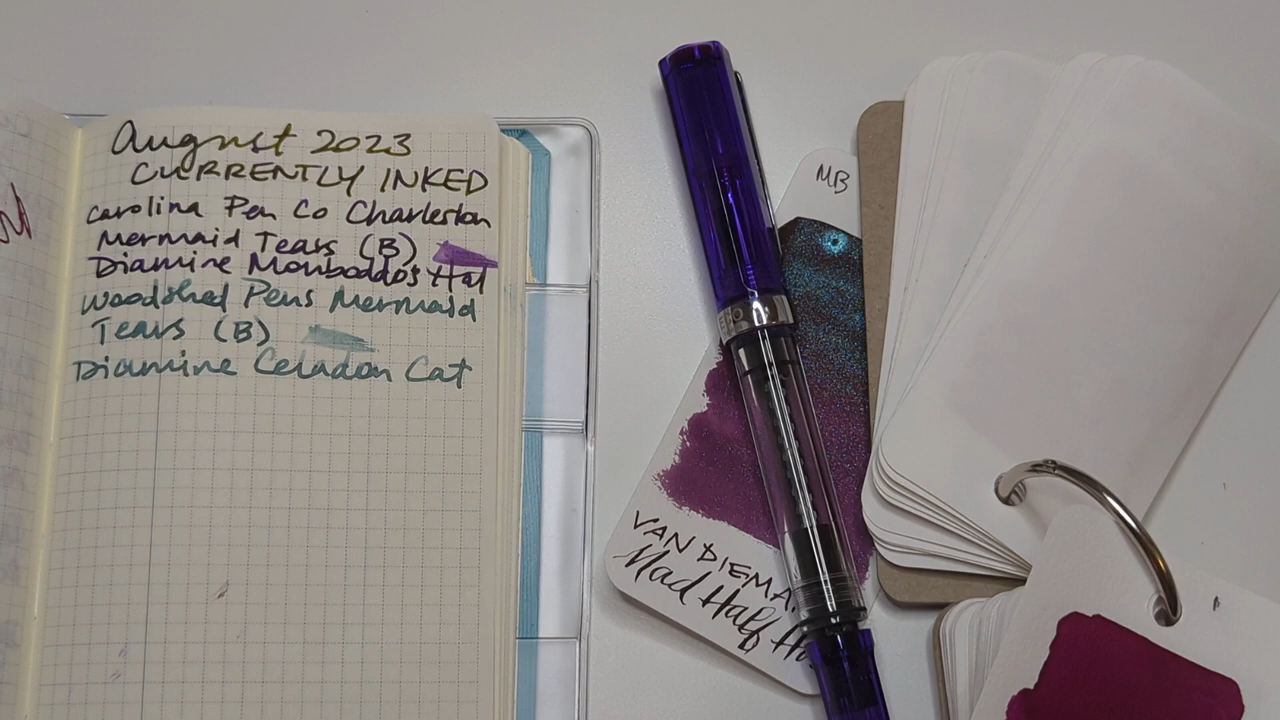 August 2023
CURRENTLY INKED
Carolina Pen Co Charleston
Mermaid Tears (B)
Diamine Monboddo's Hat
Woodshed Pens Mermaid
Tears (B)
Diamine Celadon Cat
MB
VAN DIEMA
Mad Half H